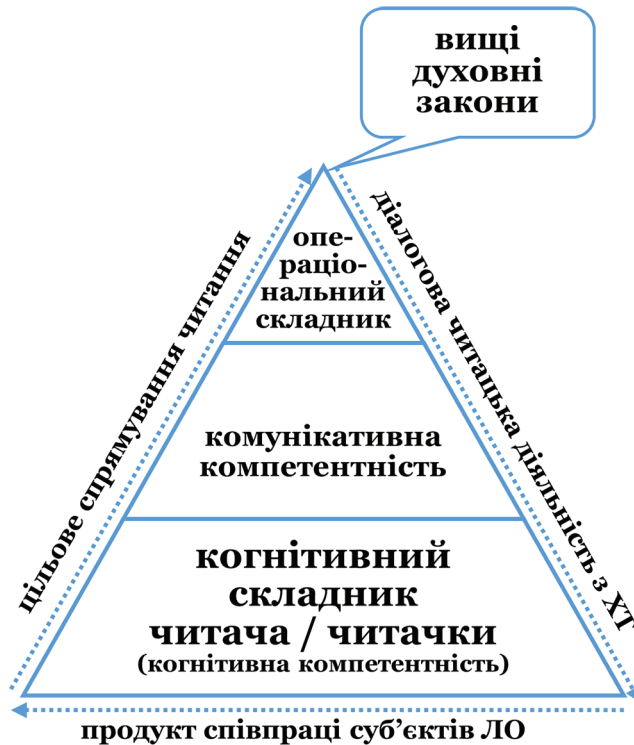 вищі
духовні
закони
опе-
раціо-
нальний
складник
комунікативна
компетентність
когнітивний
складник
читача / читачки
(когнітивна компетентність)
цільове спрямування читання
діалогова читацька діяльність з ХТ
продукт співпраці суб’єктів ЛО